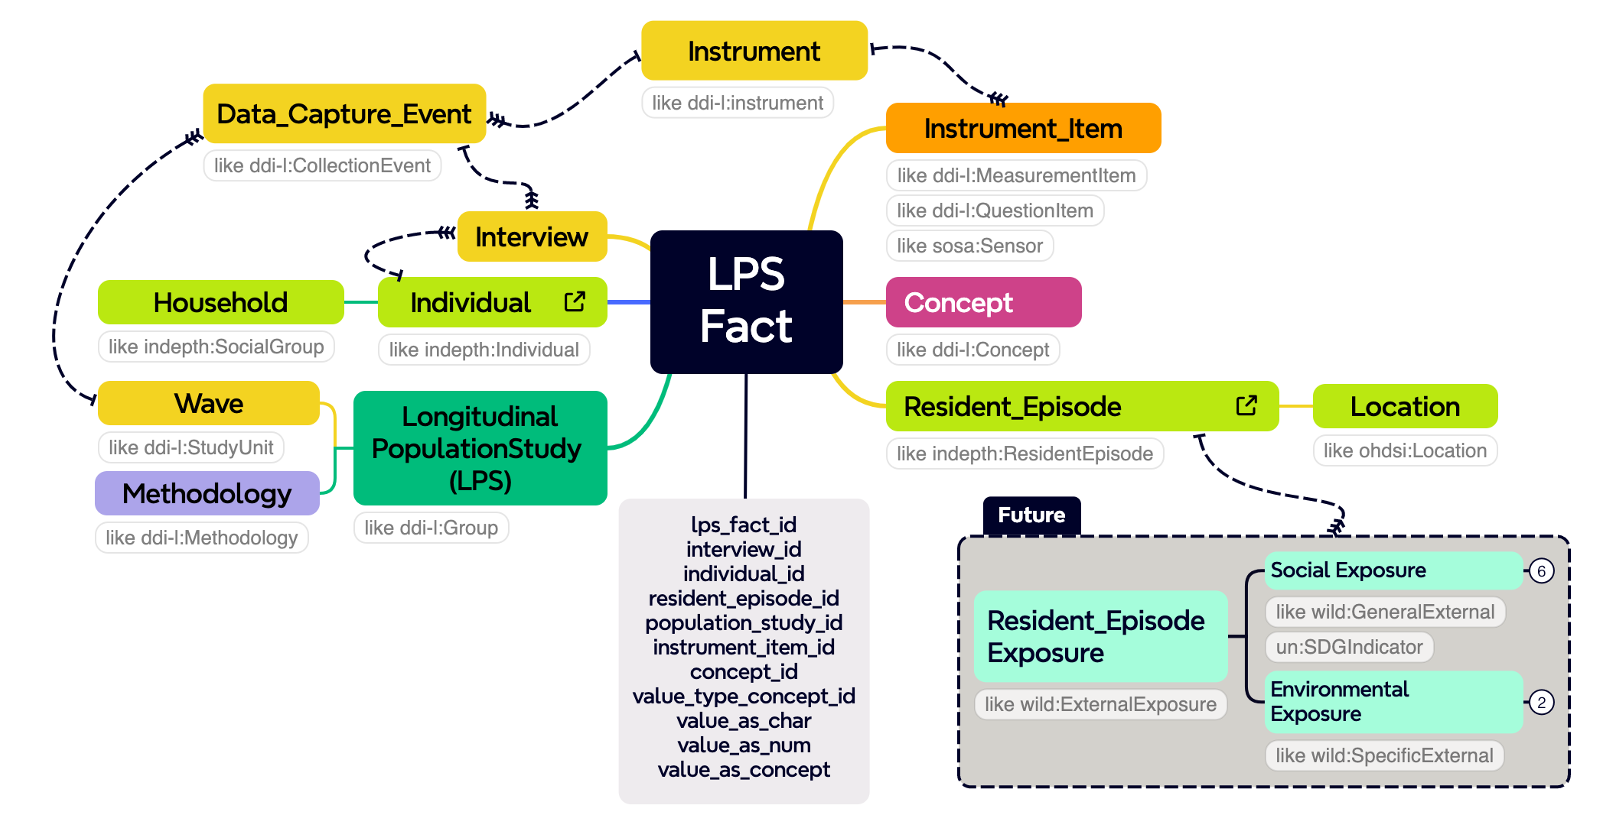 Instrument
like ddi-l:instrument
Data_Capture_Event
like ddi-l:CollectionEvent
Instrument_Item
like ddi-l:MeasurementItem
like ddi-l:QuestionItem
like sosa:Sensor
Interview
LPS
Fact
Household
like indepth:SocialGroup
Individual
like indepth:Individual
Concept
like ddi-l:Concept
Wave
like ddi-l:StudyUnit
Methodology
like ddi-l:Methodology
Longitudinal
PopulationStudy
(LPS)
like ddi-l:Group
Resident_Episode
like indepth:ResidentEpisode
Location
like ohdsi:Location
lps_fact_id
interview_id
individual_id
resident_episode_id
population_study_id
instrument_item_id
concept_id
value_type_concept_id
value_as_char
value_as_num
value_as_concept
Future
Resident_Episode
Exposure
like wild:ExternalExposure
Social Exposure
6
like wild:GeneralExternal
un:SDGIndicator
Environmental
Exposure
2
like wild:SpecificExternal